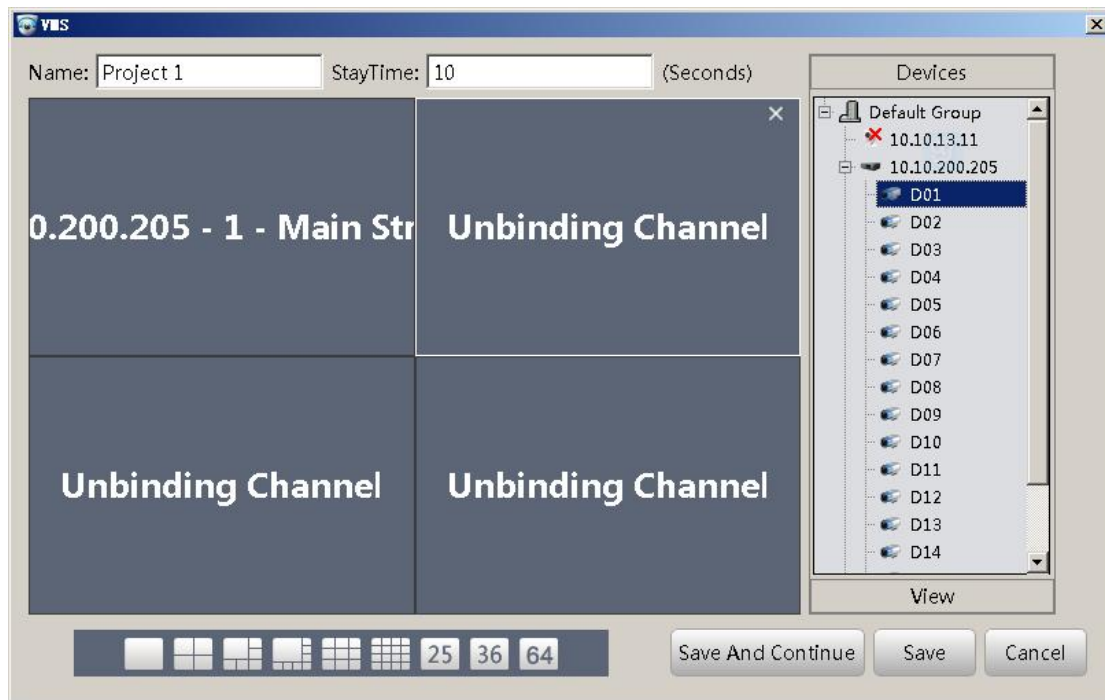 VMS
Name: Project 1 StayTime: 10 (Seconds)
Devices
Default Group
10.10.13.11
10.10.200.205
D01
D02
D03
D04
D05
D06
D07
D08
D09
D10
D11
D12
D13
D14
View
0.200.205 - 1 - Main Str
Unbinding Channel
Unbinding Channel
Unbinding Channel
25 36 64
Save And Continue Save Cancel